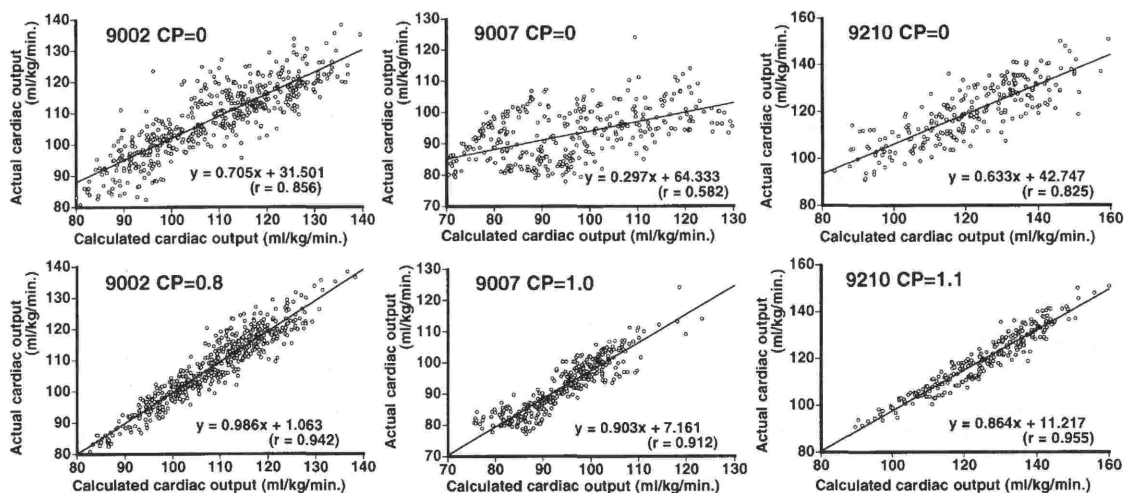 Actual cardiac output
(ml/kg/min.)
140
130
120
110
100
90
80
9002 CP=0
y = 0.705x + 31.501
(r = 0.856)
80 90 100 110 120 130 140
Calculated cardiac output (ml/kg/min.)
Actual cardiac output
(ml/kg/min.)
130
120
110
100
90
80
70
9007 CP=0
y = 0.297x + 64.333
(r = 0.582)
70 80 90 100 110 120 130
Calculated cardiac output (ml/kg/min.)
Actual cardiac output
(ml/kg/min.)
160
140
120
100
80
9210 CP=0
y = 0.633x + 42.747
(r = 0.825)
80 100 120 140 160
Calculated cardiac output (ml/kg/min.)
Actual cardiac output
(ml/kg/min.)
140
130
120
110
100
90
80
9002 CP=0.8
y = 0.986x + 1.063
(r = 0.942)
80 90 100 110 120 130 140
Calculated cardiac output (ml/kg/min.)
Actual cardiac output
(ml/kg/min.)
130
120
110
100
90
80
70
9007 CP=1.0
y = 0.903x + 7.161
(r = 0.912)
70 80 90 100 110 120 130
Calculated cardiac output (ml/kg/min.)
Actual cardiac output
(ml/kg/min.)
160
140
120
100
80
9210 CP=1.1
y = 0.864x + 11.217
(r = 0.955)
80 100 120 140 160
Calculated cardiac output (ml/kg/min.)